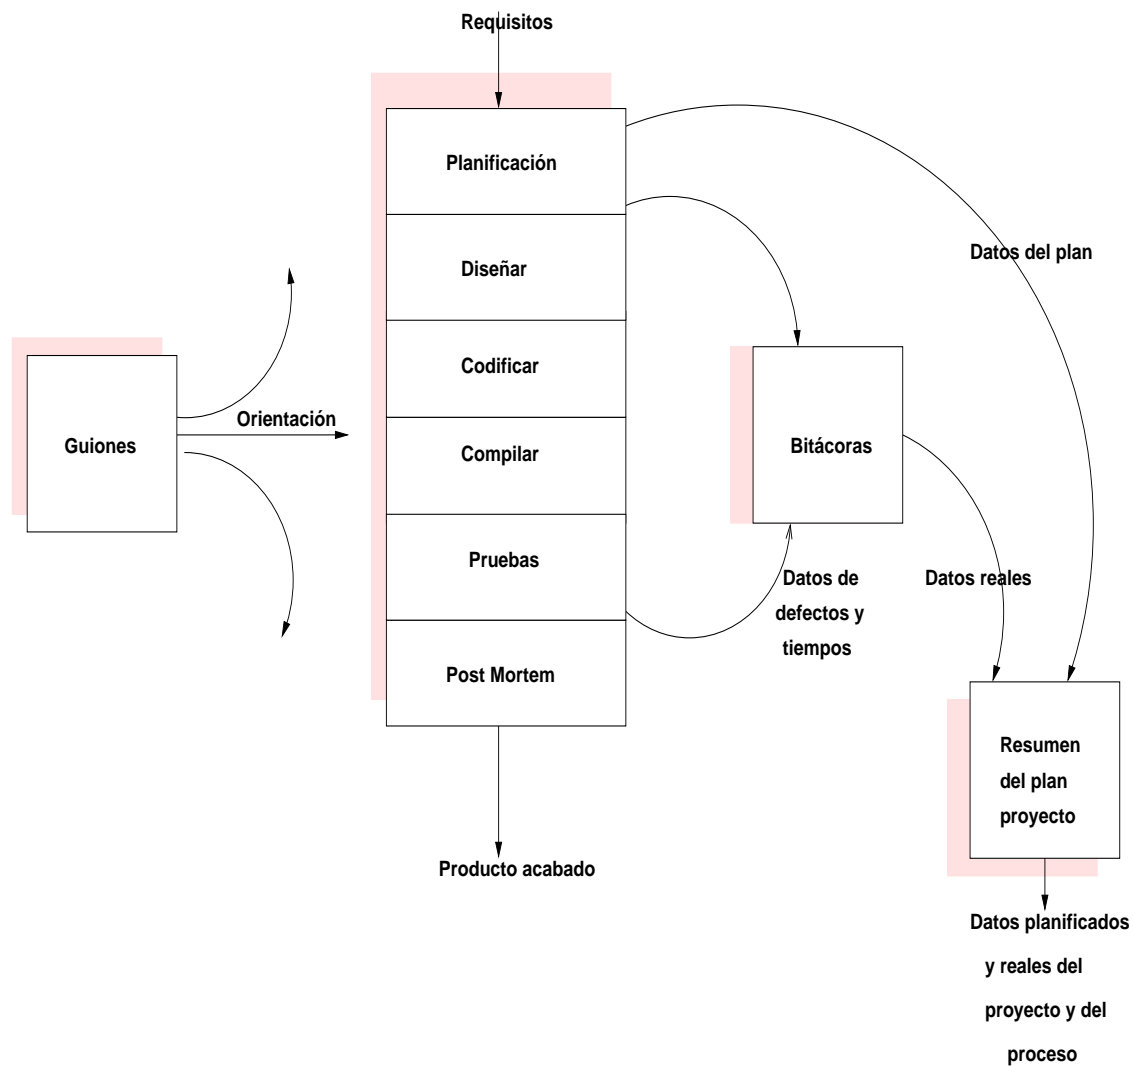 Requisitos
Planificación
Diseñar
Codificar
Compilar
Pruebas
Post Mortem
Producto acabado
Guiones
Orientación
Bitácoras
Datos de
defectos y
tiempos
Datos del plan
Datos reales
Resumen
del plan
proyecto
Datos planificados
y reales del
proyecto y del
proceso